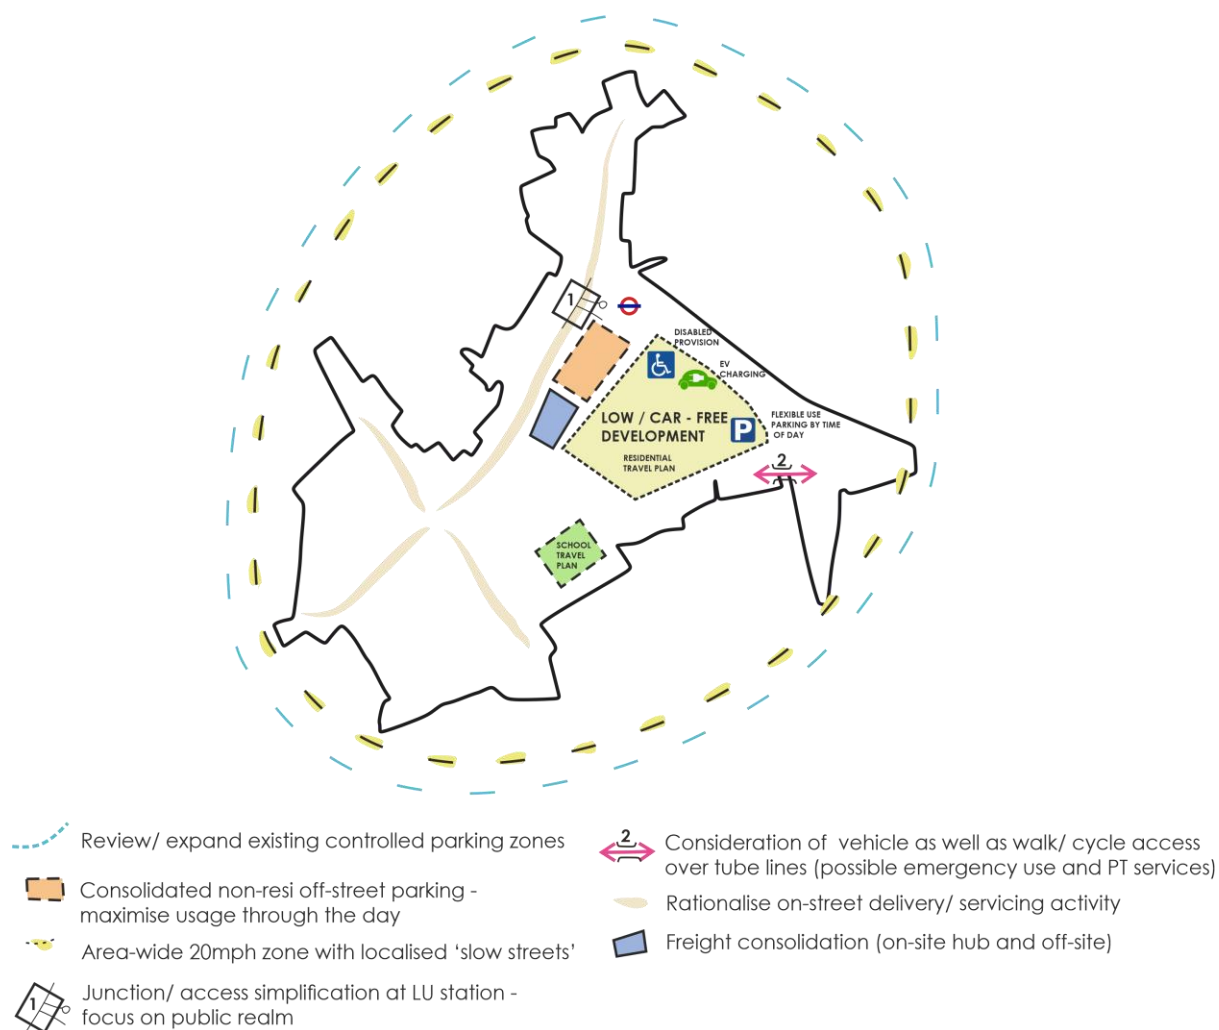 1
DISABLED
PROVISION
EV
CHARGING
LOW / CAR - FREE
DEVELOPMENT
P
FLEXIBLE USE
PARKING BY TIME
OF DAY
RESIDENTIAL
TRAVEL PLAN
2
SCHOOL
TRAVEL
PLAN
Review/ expand existing controlled parking zones
Consolidated non-resi off-street parking -
maximise usage through the day
Area-wide 20mph zone with localised ‘slow streets’
1
Junction/ access simplification at LU station -
focus on public realm
2
Consideration of vehicle as well as walk/ cycle access
over tube lines (possible emergency use and PT services)
Rationalise on-street delivery/ servicing activity
Freight consolidation (on-site hub and off-site)